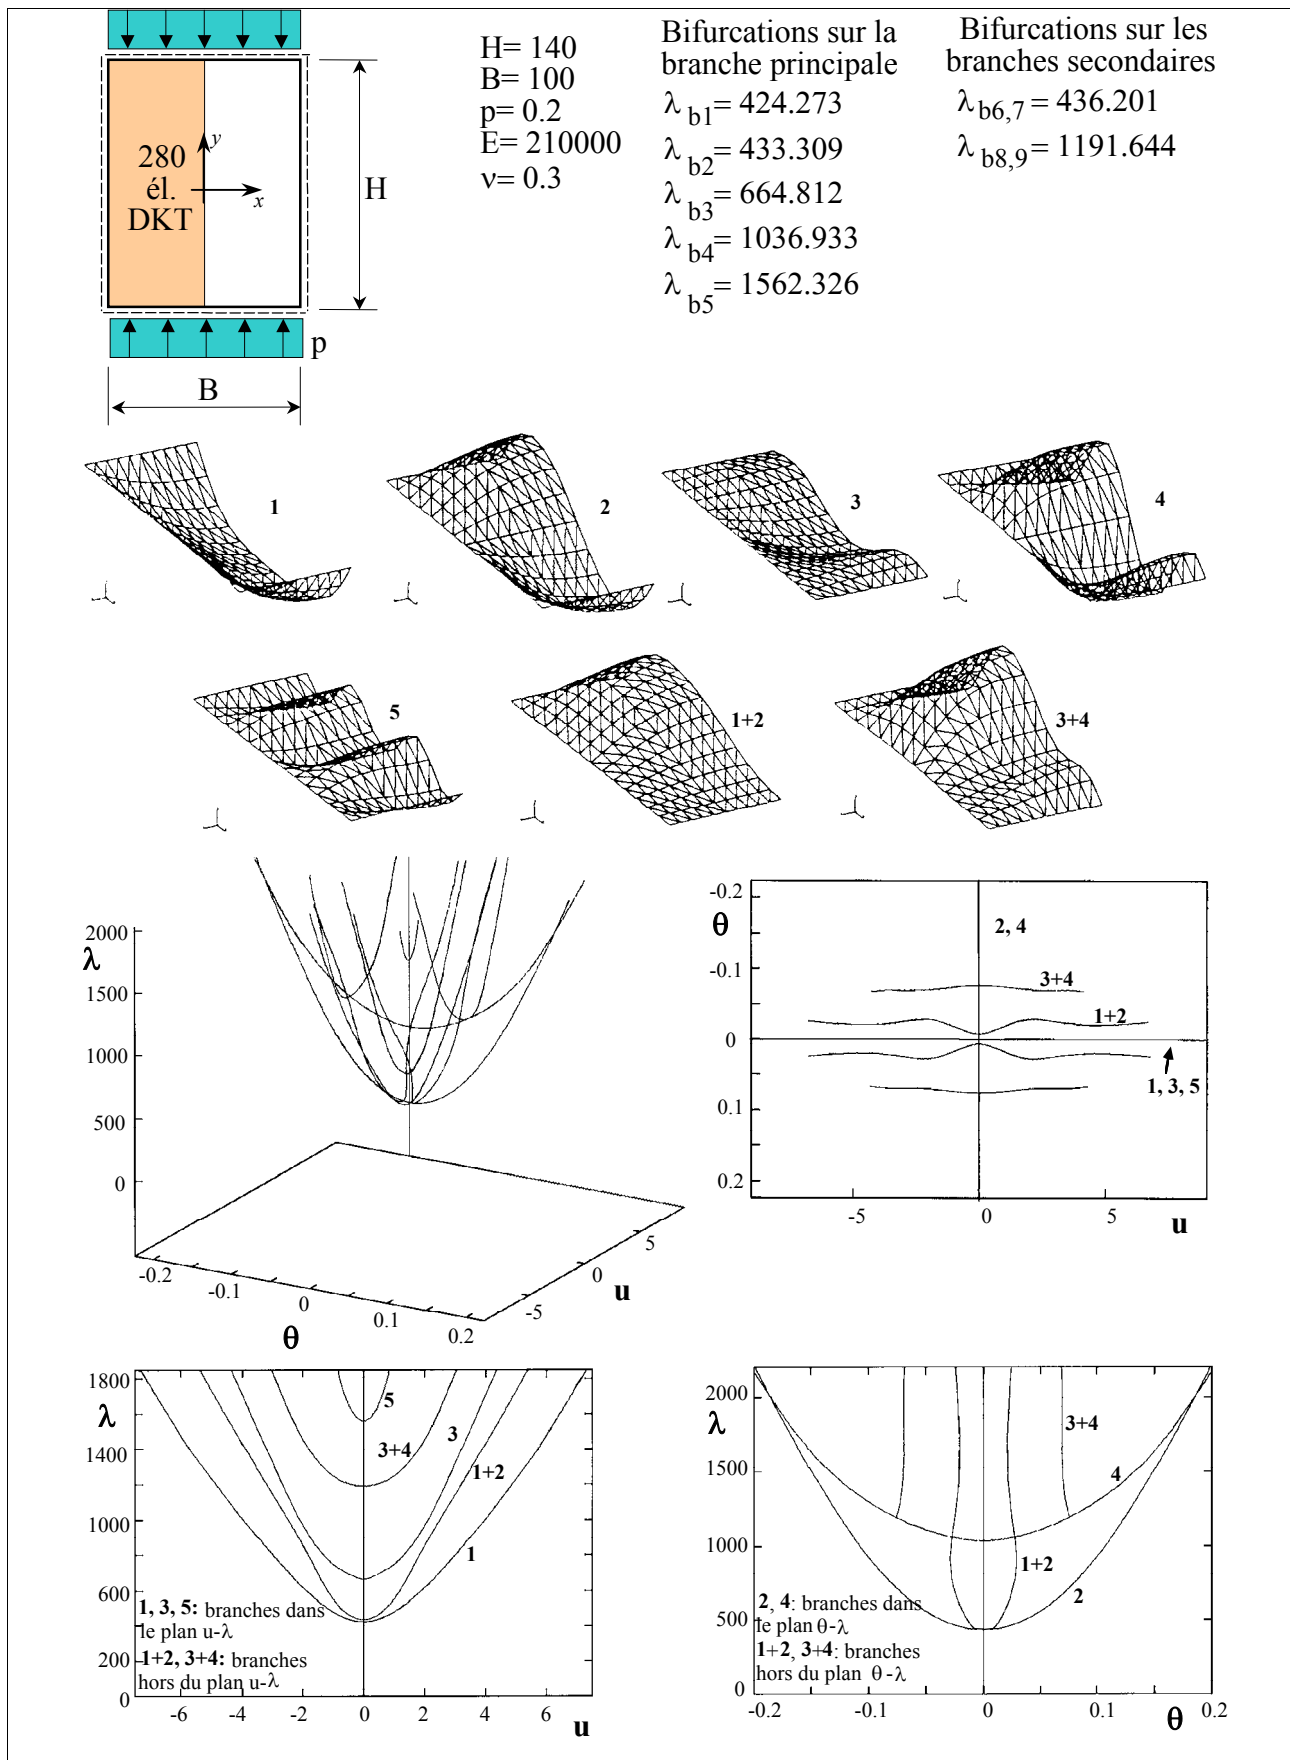 H= 140
B= 100
p= 0.2
E= 210000
ν= 0.3
Bifurcations sur la
branche principale
λ b1= 424.273
λ b2= 433.309
λ b3= 664.812
λ b4= 1036.933
λ b5= 1562.326
Bifurcations sur les
branches secondaires
λ b6,7 = 436.201
λ b8,9 = 1191.644
y
280
él.
DKT
x
H
p
B
1
2
3
4
5
1+2
3+4
2000
λ
1500
1000
500
0
-0.2
-0.1
0
0.1
0.2
θ
-5
0
5
u
-0.2
θ
-0.1
0
0.1
0.2
2, 4
3+4
1+2
1, 3, 5
-5
0
5
u
1800
λ
1400
1000
600
400
200
0
5
3
3+4
1+2
1
1, 3, 5: branches dans
le plan u-λ
1+2, 3+4: branches
hors du plan u-λ
-6
-4
-2
0
2
4
6
u
2000
λ
1500
1000
500
0
3+4
4
1+2
2
2, 4: branches dans
le plan θ-λ
1+2, 3+4: branches
hors du plan θ-λ
-0.2
-0.1
0
0.1
0.2
θ